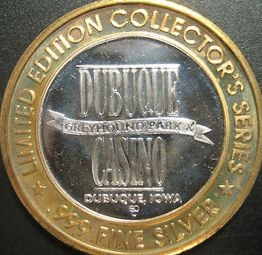 LIMITED EDITION COLLECTOR'S SERIES
DUBUQUE
GREYHOUND PARK &
CASINO
DUBUQUE, IOWA
.999 FINE SILVER